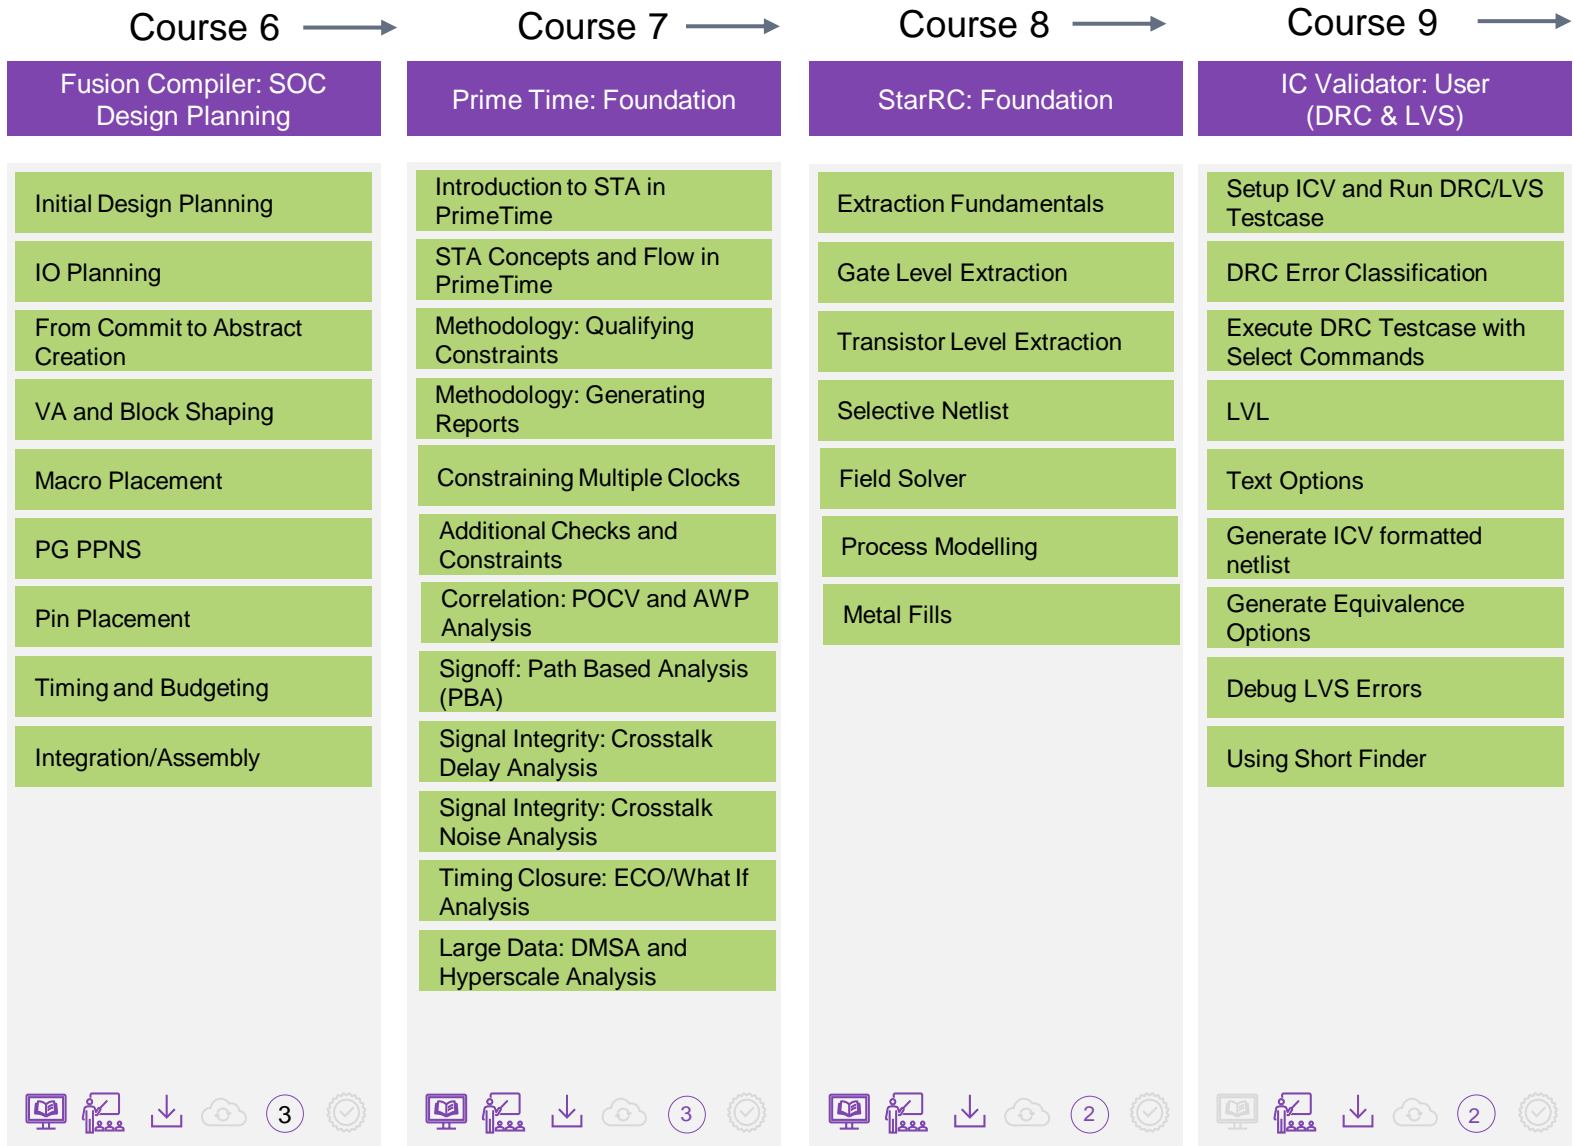 Course 6
Fusion Compiler: SOC
Design Planning
Initial Design Planning
IO Planning
From Commit to Abstract
Creation
VA and Block Shaping
Macro Placement
PG PPNS
Pin Placement
Timing and Budgeting
Integration/Assembly
3
Course 7
Prime Time: Foundation
Introduction to STA in
PrimeTime
STA Concepts and Flow in
PrimeTime
Methodology: Qualifying
Constraints
Methodology: Generating
Reports
Constraining Multiple Clocks
Additional Checks and
Constraints
Correlation: POCV and AWP
Analysis
Signoff: Path Based Analysis
(PBA)
Signal Integrity: Crosstalk
Delay Analysis
Signal Integrity: Crosstalk
Noise Analysis
Timing Closure: ECO/What If
Analysis
Large Data: DMSA and
Hyperscale Analysis
3
Course 8
StarRC: Foundation
Extraction Fundamentals
Gate Level Extraction
Transistor Level Extraction
Selective Netlist
Field Solver
Process Modelling
Metal Fills
2
Course 9
IC Validator: User
(DRC & LVS)
Setup ICV and Run DRC/LVS
Testcase
DRC Error Classification
Execute DRC Testcase with
Select Commands
LVL
Text Options
Generate ICV formatted
netlist
Generate Equivalence
Options
Debug LVS Errors
Using Short Finder
2